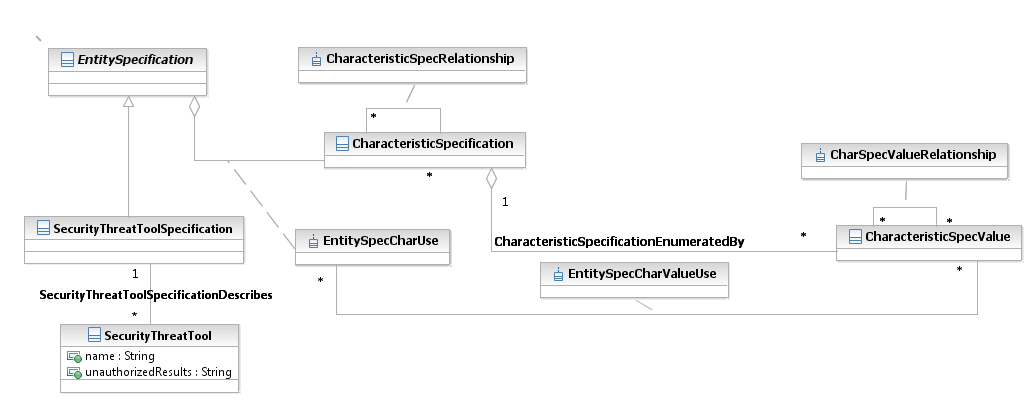 EntitySpecification
CharacteristicSpecRelationship
*
CharacteristicSpecification
*
CharSpecValueRelationship
1
*
*
SecurityThreatToolSpecification
EntitySpecCharUse
CharacteristicSpecificationEnumeratedBy
*
CharacteristicSpecValue
1
*
EntitySpecCharValueUse
*
SecurityThreatToolSpecificationDescribes
*
SecurityThreatTool
name : String
unauthorizedResults : String